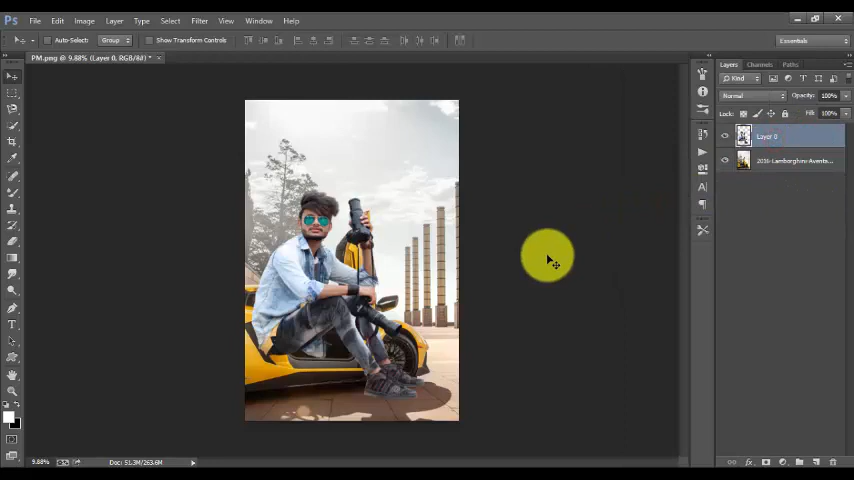 Ps File Edit Image Layer Type Select Filter View Window Help
Auto-Select: Group Show Transform Controls Essentials
PM.png @ 9.88% (Layer 0, RGB/8#) * ×
Layers Channels Paths
Kind
Normal Opacity: 100%
Lock: Fill: 100%
Layer 0
2016-Lamborghini-Avents...
9.88% Doc: 51.3M/263.6M